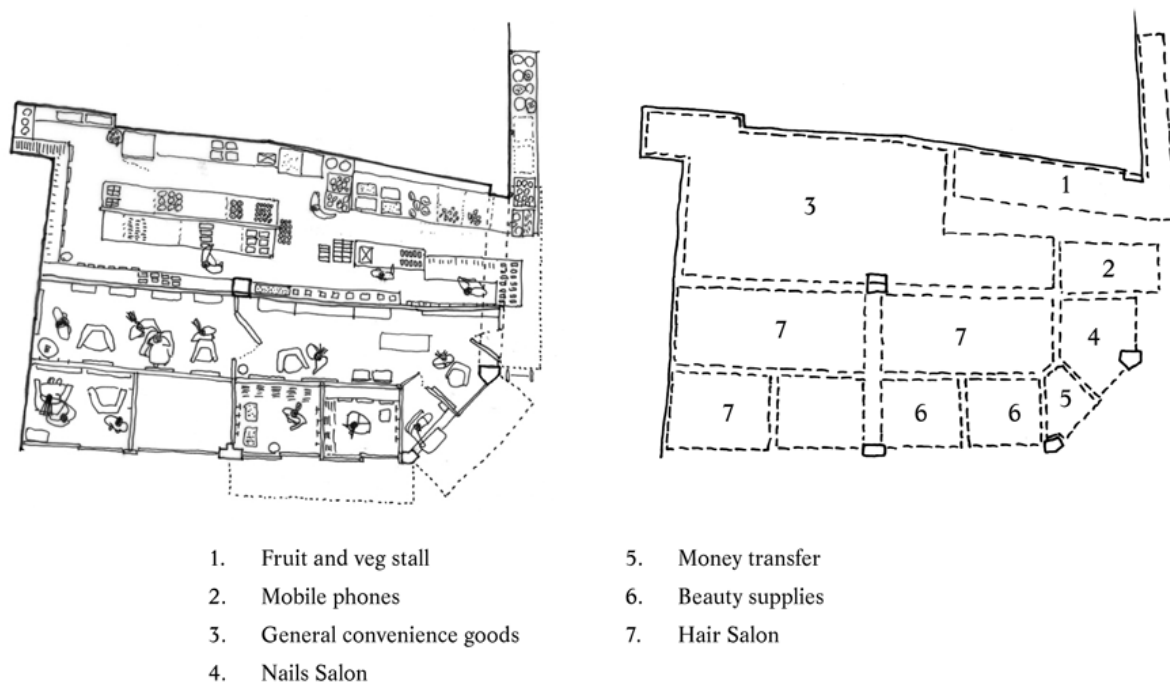 1
3
2
7
7
4
7
6
6
5
1. Fruit and veg stall
2. Mobile phones
3. General convenience goods
4. Nails Salon
5. Money transfer
6. Beauty supplies
7. Hair Salon